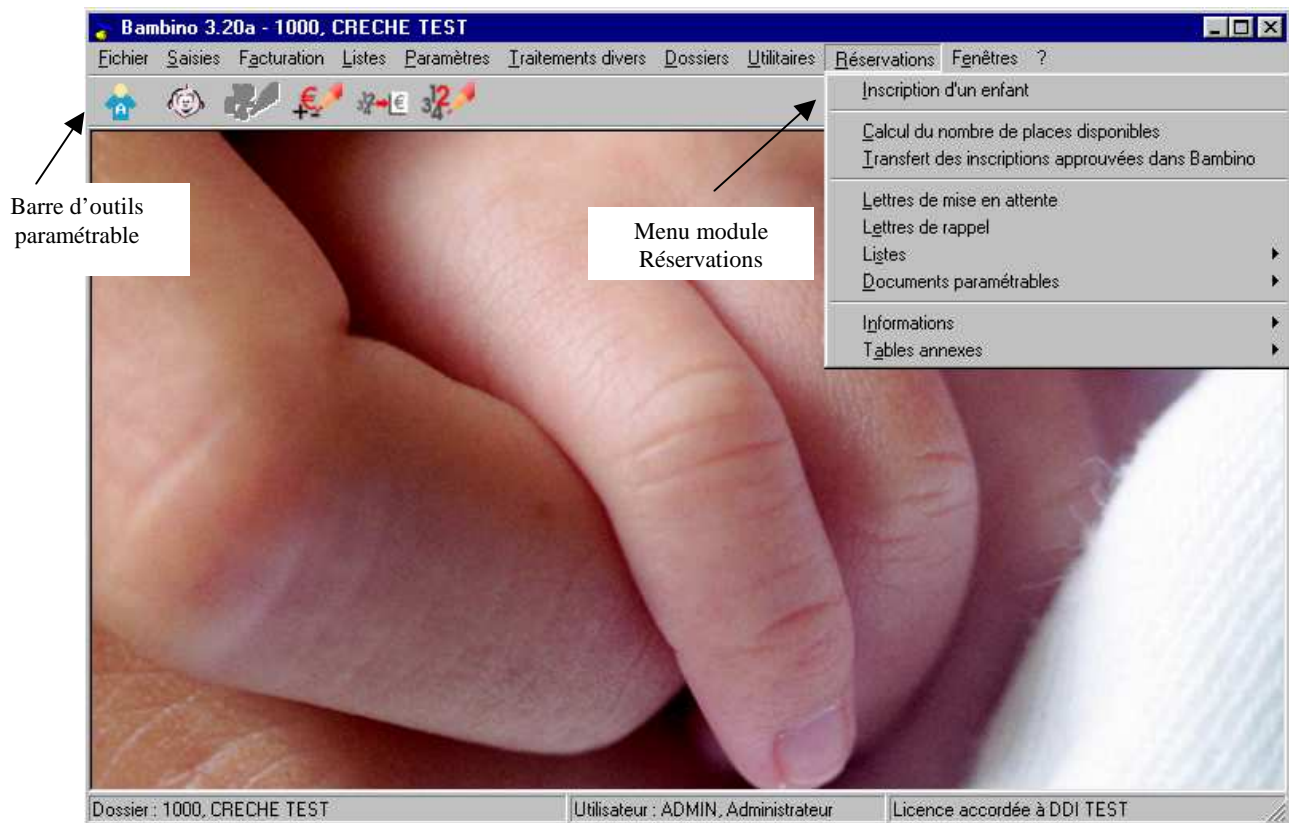 Bambino 3.20a - 1000, CRECHE TEST
Fichier Saisies Facturation Listes Paramètres Traitements divers Dossiers Utilitaires Réservations Fenêtres ?
Inscription d'un enfant
Calcul du nombre de places disponibles
Transfert des inscriptions approuvées dans Bambino
Lettres de mise en attente
Lettres de rappel
Listes
Documents paramétrables
Informations
Tables annexes
Barre d’outils
paramétrable
Menu module
Réservations
Dossier : 1000, CRECHE TEST Utilisateur : ADMIN, Administrateur Licence accordée à DDI TEST